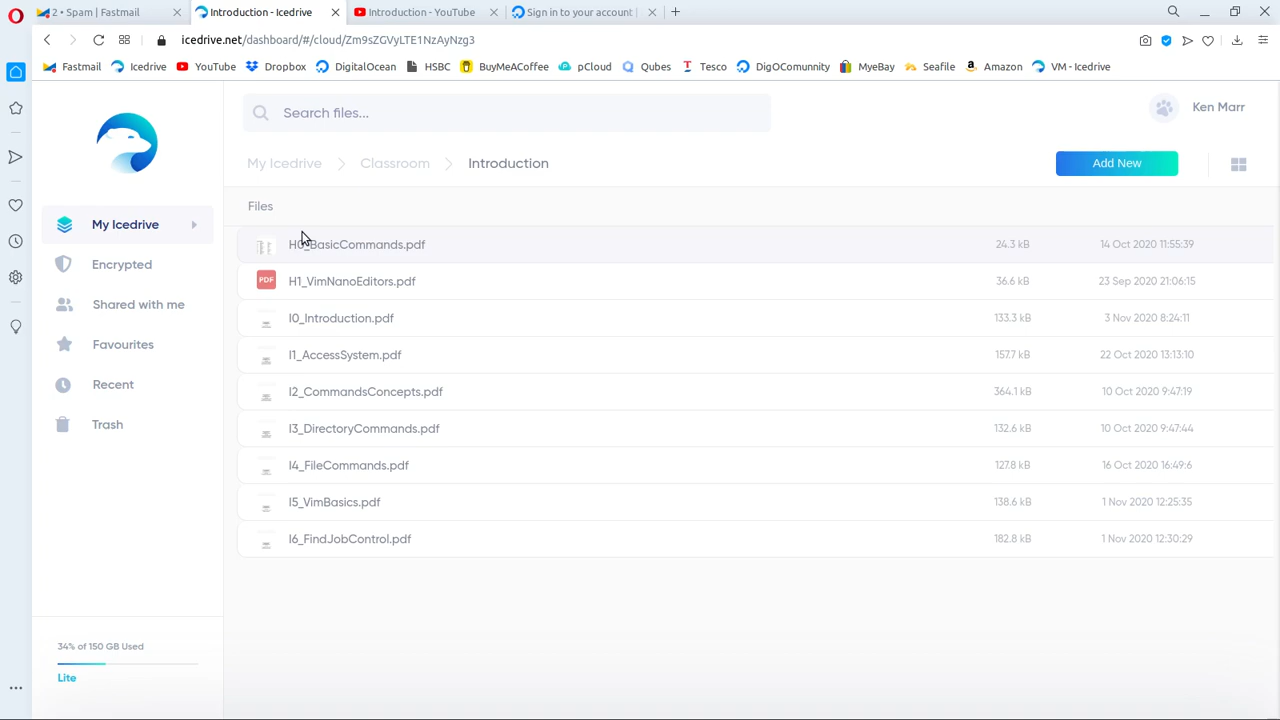 2 • Spam | Fastmail
Introduction - Icedrive
Introduction - YouTube
Sign in to your account |
icedrive.net/dashboard/#/cloud/Zm9sZGVyLTE1NzAyNzg3
Fastmail Icedrive YouTube Dropbox DigitalOcean HSBC BuyMeACoffee pCloud Qubes Tesco DigOComunnity MyeBay Seafile Amazon VM - Icedrive
Search files...
Ken Marr
My Icedrive Classroom Introduction
Add New
Files
My Icedrive
Encrypted
Shared with me
Favourites
Recent
Trash
H0_BasicCommands.pdf 24.3 kB 14 Oct 2020 11:55:39
PDF H1_VimNanoEditors.pdf 36.6 kB 23 Sep 2020 21:06:15
I0_Introduction.pdf 133.3 kB 3 Nov 2020 8:24:11
I1_AccessSystem.pdf 157.7 kB 22 Oct 2020 13:13:10
I2_CommandsConcepts.pdf 364.1 kB 10 Oct 2020 9:47:19
I3_DirectoryCommands.pdf 132.6 kB 10 Oct 2020 9:47:44
I4_FileCommands.pdf 127.8 kB 16 Oct 2020 16:49:6
I5_VimBasics.pdf 138.6 kB 1 Nov 2020 12:25:35
I6_FindJobControl.pdf 182.8 kB 1 Nov 2020 12:30:29
34% of 150 GB Used
Lite